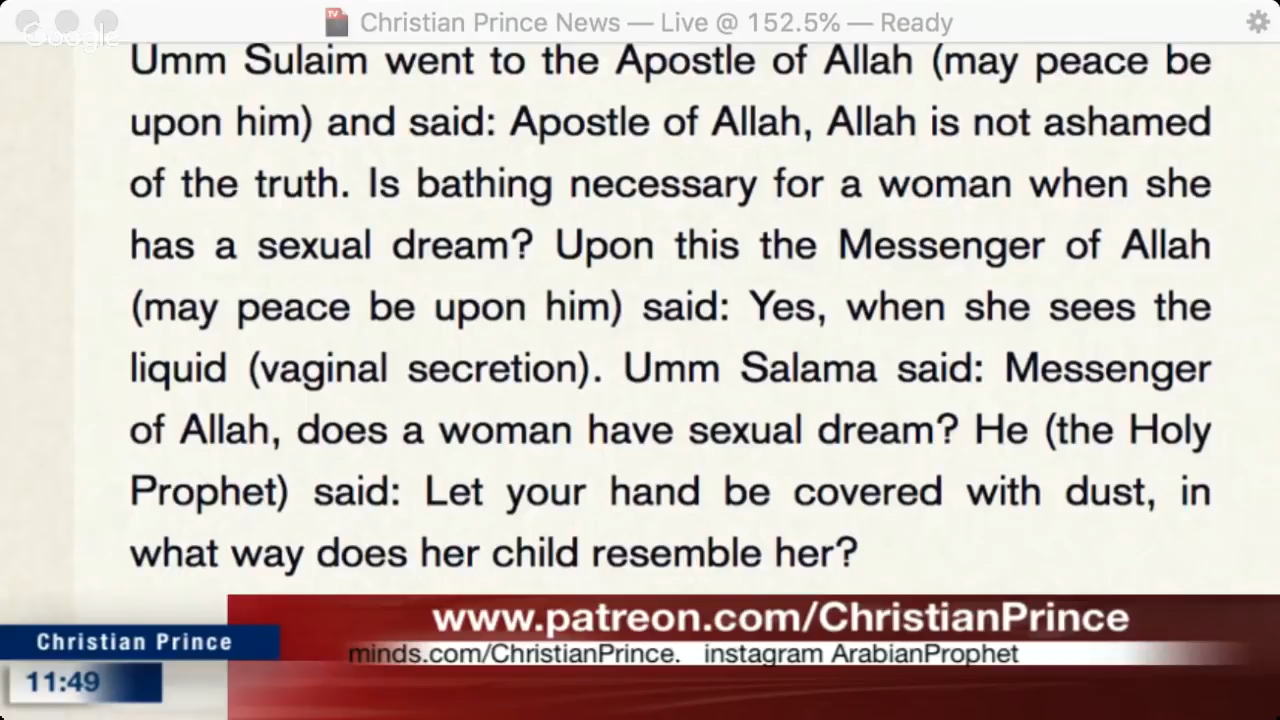 Christian Prince News — Live @ 152.5% — Ready
Google
Umm Sulaim went to the Apostle of Allah (may peace be
upon him) and said: Apostle of Allah, Allah is not ashamed
of the truth. Is bathing necessary for a woman when she
has a sexual dream? Upon this the Messenger of Allah
(may peace be upon him) said: Yes, when she sees the
liquid (vaginal secretion). Umm Salama said: Messenger
of Allah, does a woman have sexual dream? He (the Holy
Prophet) said: Let your hand be covered with dust, in
what way does her child resemble her?
www.patreon.com/ChristianPrince
Christian Prince
minds.com/ChristianPrince. instagram ArabianProphet
11:49